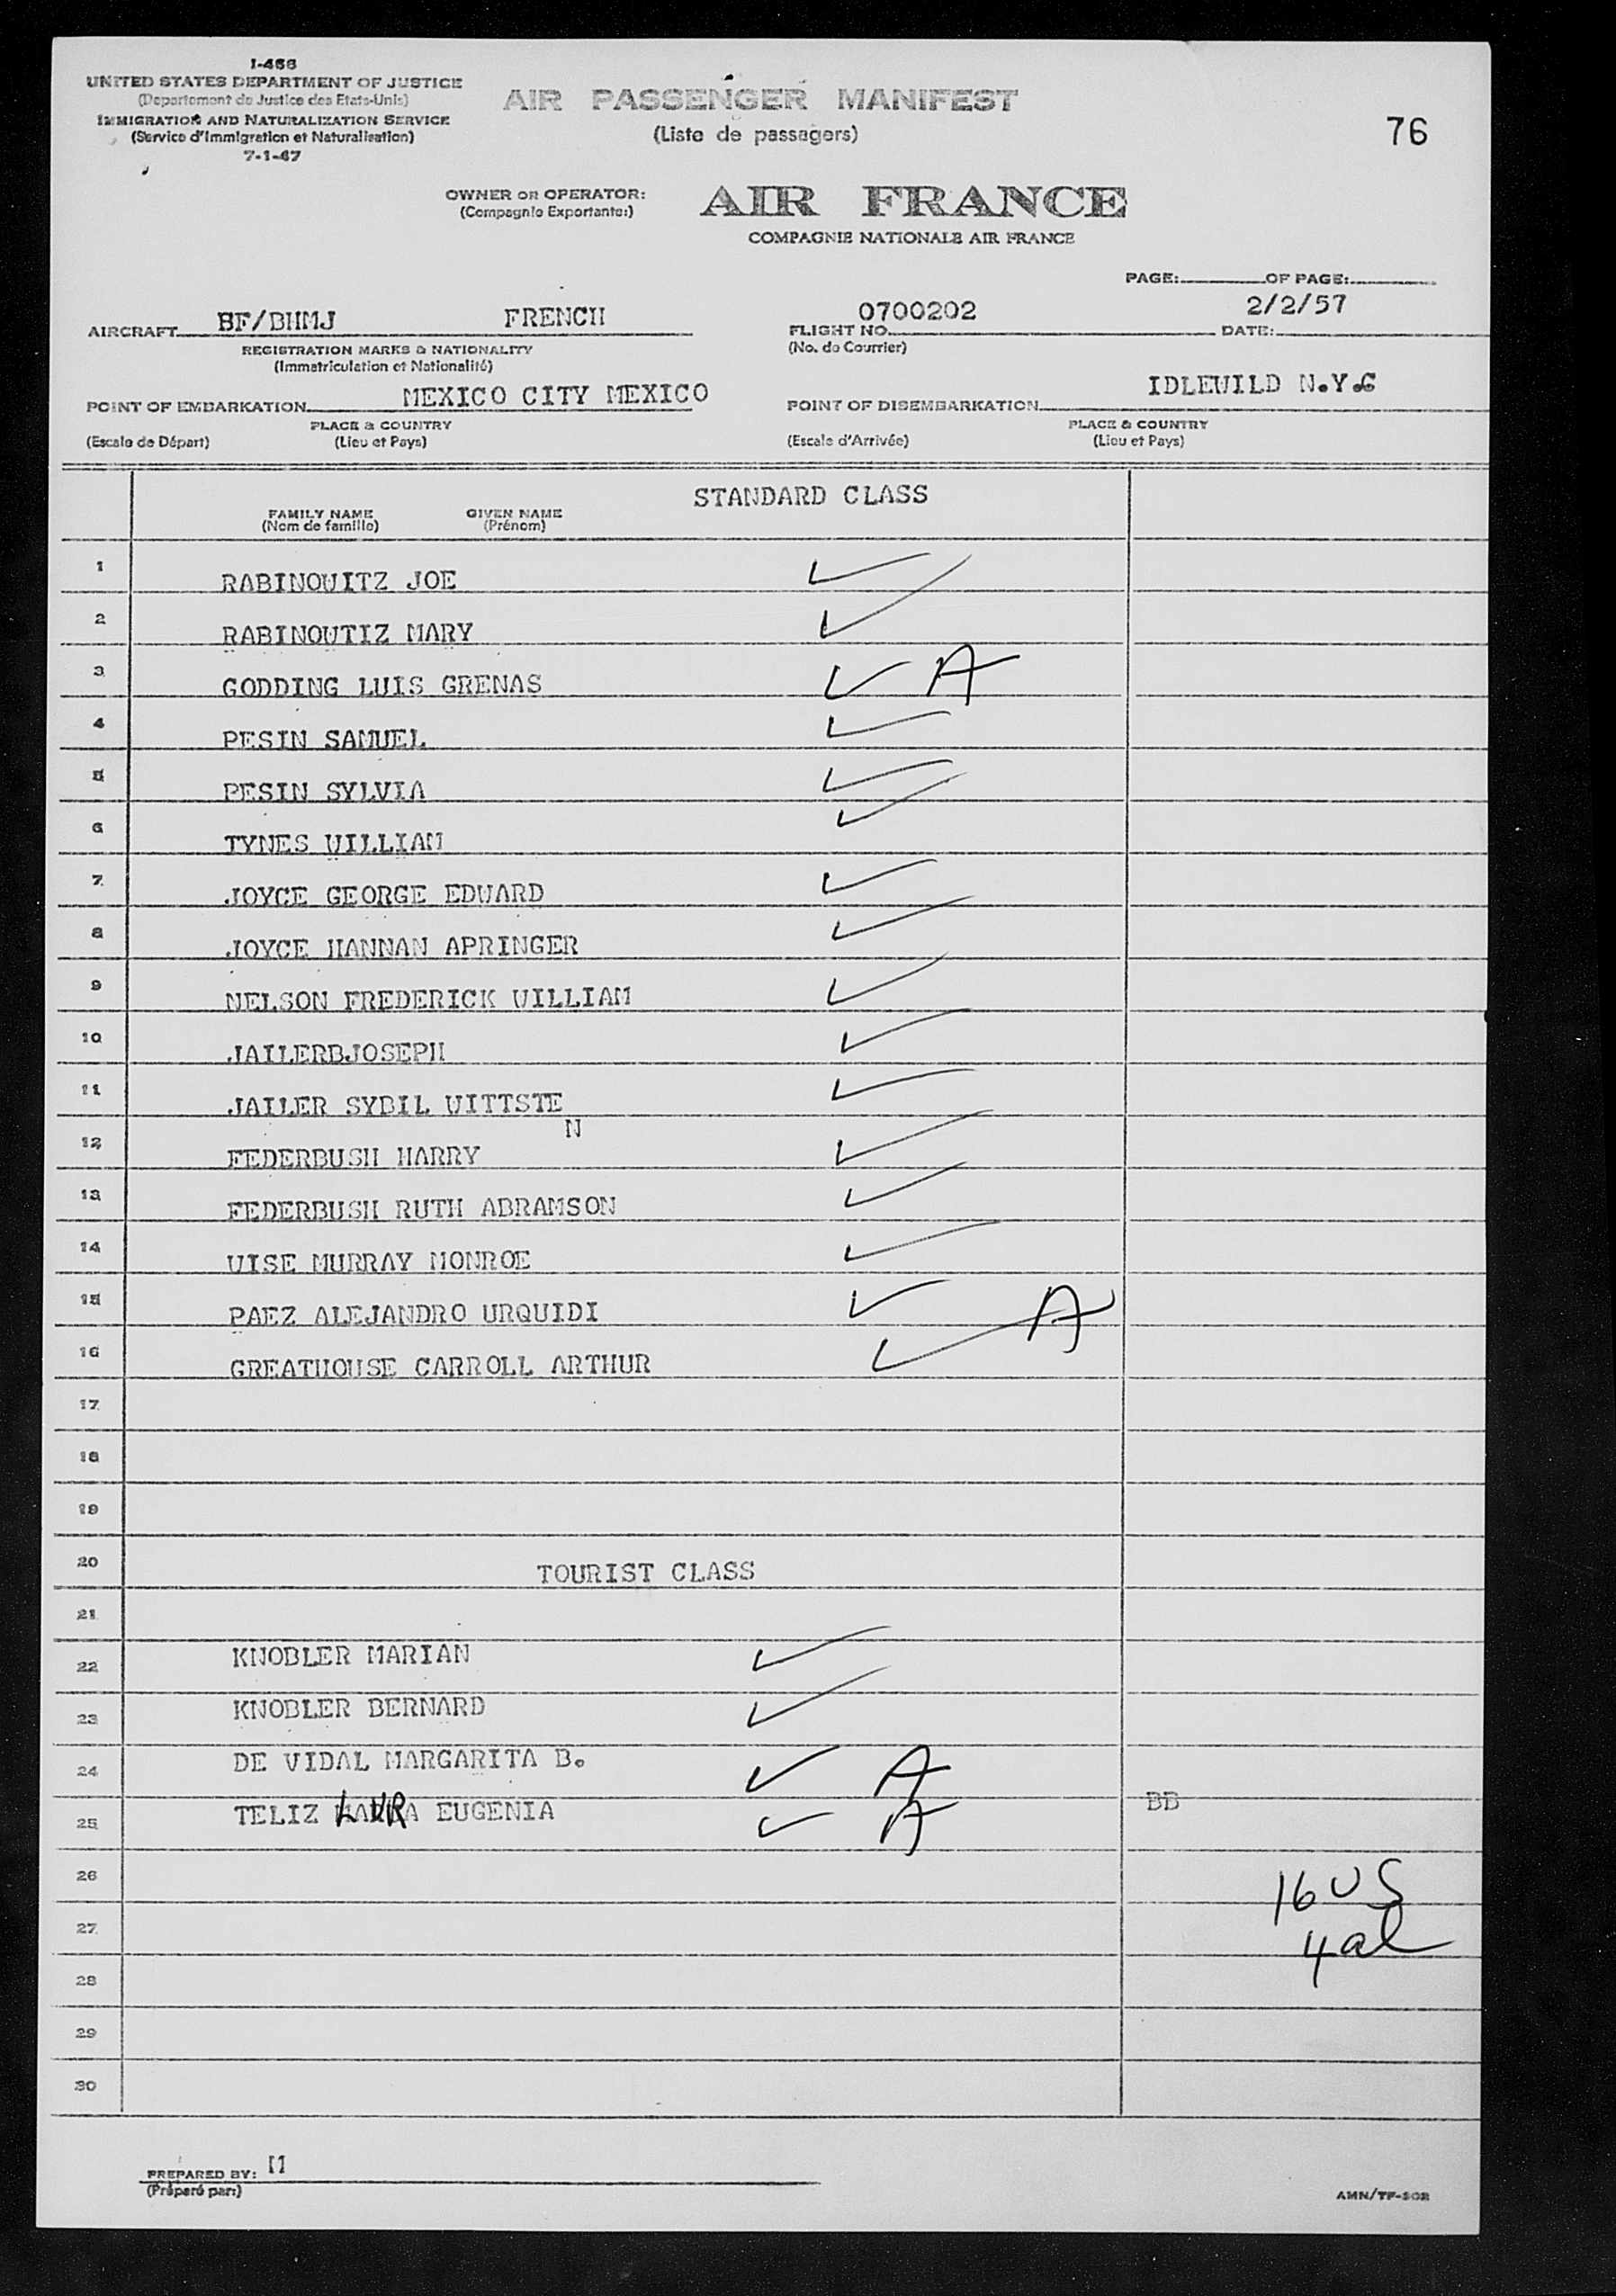 I-466
UNITED STATES DEPARTMENT OF JUSTICE
(Departement de Justice des Etats-Unis)
IMMIGRATION AND NATURALIZATION SERVICE
(Service d'Immigration et Naturalisation)
7-1-47
AIR PASSENGER MANIFEST
(Liste de passagers)
76
OWNER OR OPERATOR: AIR FRANCE
(Compagnie Exportante:)
COMPAGNIE NATIONALE AIR FRANCE
PAGE: OF PAGE:
AIRCRAFT BF/BHMJ FRENCH FLIGHT NO. 0700202 DATE: 2/2/57
REGISTRATION MARKS & NATIONALITY (No. de Courrier)
(Immatriculation et Nationalité)
POINT OF EMBARKATION MEXICO CITY MEXICO POINT OF DISEMBARKATION IDLEWILD N.Y.C
PLACE & COUNTRY PLACE & COUNTRY
(Escale de Départ) (Lieu et Pays) (Escale d'Arrivée) (Lieu et Pays)
STANDARD CLASS
FAMILY NAME GIVEN NAME
(Nom de famille) (Prénom)
1 RABINOWITZ JOE
2 RABINOWTIZ MARY
3 GODDING LUIS GRENAS A
4 PESIN SAMUEL
5 PESIN SYLVIA
6 TYNES WILLIAM
7 JOYCE GEORGE EDWARD
8 JOYCE HANNAN APRINGER
9 NELSON FREDERICK WILLIAM
10 JAILERBJOSEPH
11 JAILER SYBIL WITTSTE
N
12 FEDERBUSH HARRY
13 FEDERBUSH RUTH ABRAMSON
14 WISE MURRAY MONROE
15 PAEZ ALEJANDRO URQUIDI A
16 GREATHOUSE CARROLL ARTHUR
17
18
19
20 TOURIST CLASS
21
22 KNOBLER MARIAN
23 KNOBLER BERNARD
24 DE VIDAL MARGARITA B. A
25 TELIZ LAURA EUGENIA A BB
26 16 US
27 4 al
28
29
30
PREPARED BY: M
(Préparé par:)